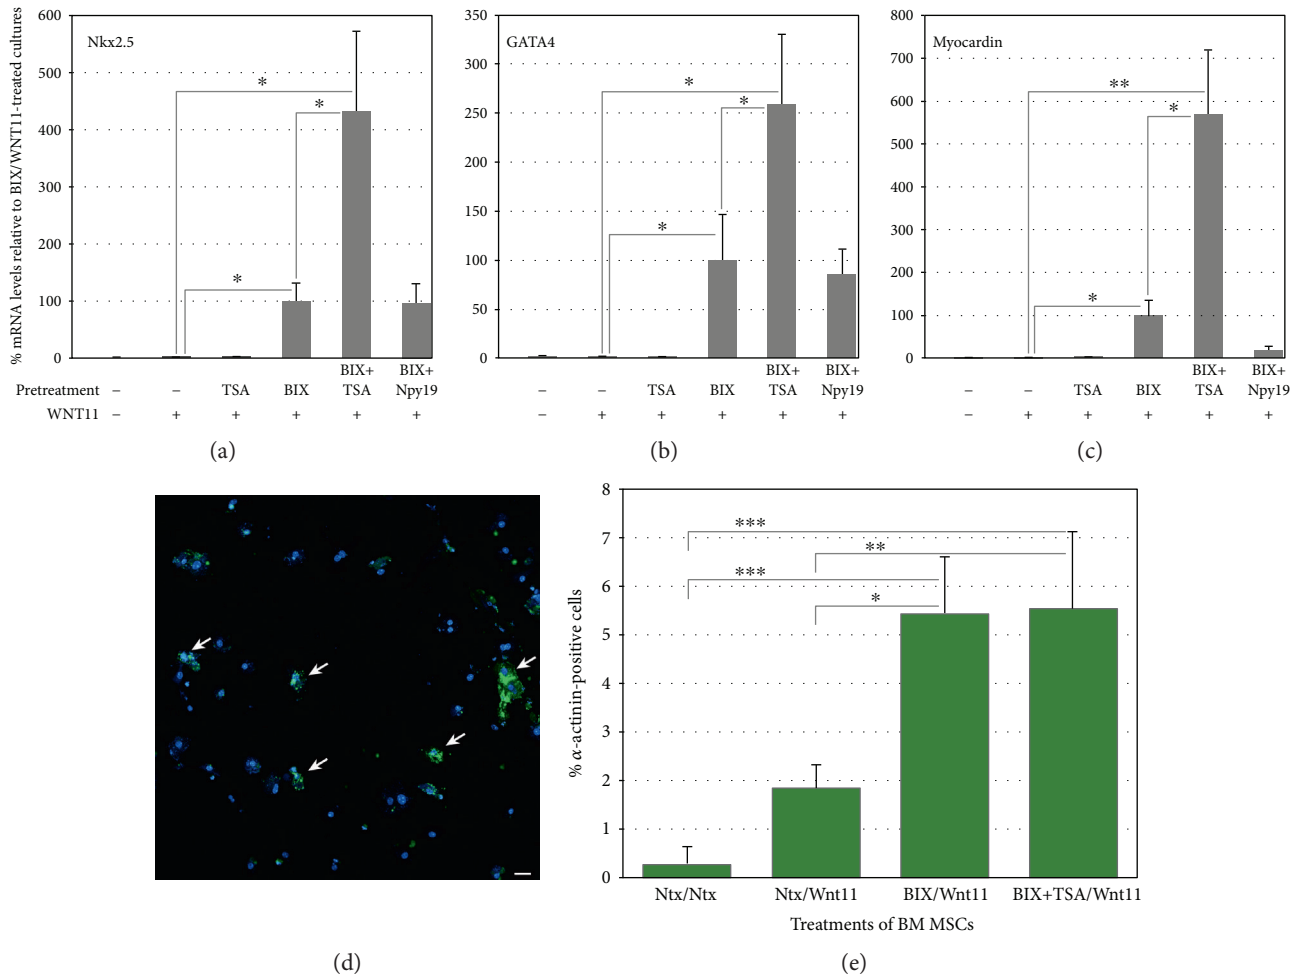 % mRNA levels relative to BIX/WNT11-treated cultures
600
500
400
300
200
100
0
Nkx2.5
*
*
*
350
300
250
200
150
100
50
0
GATA4
*
*
*
800
700
600
500
400
300
200
100
0
Myocardin
**
*
*
Pretreatment – – TSA BIX BIX+ TSA BIX+ Npy19
WNT11 – + + + + +
– – TSA BIX BIX+ TSA BIX+ Npy19
– + + + + +
– – TSA BIX BIX+ TSA BIX+ Npy19
– + + + + +
(a)
(b)
(c)
(d)
% α-actinin-positive cells
8
7
6
5
4
3
2
1
0
***
**
***
*
Ntx/Ntx Ntx/Wnt11 BIX/Wnt11 BIX+TSA/Wnt11
Treatments of BM MSCs
(e)